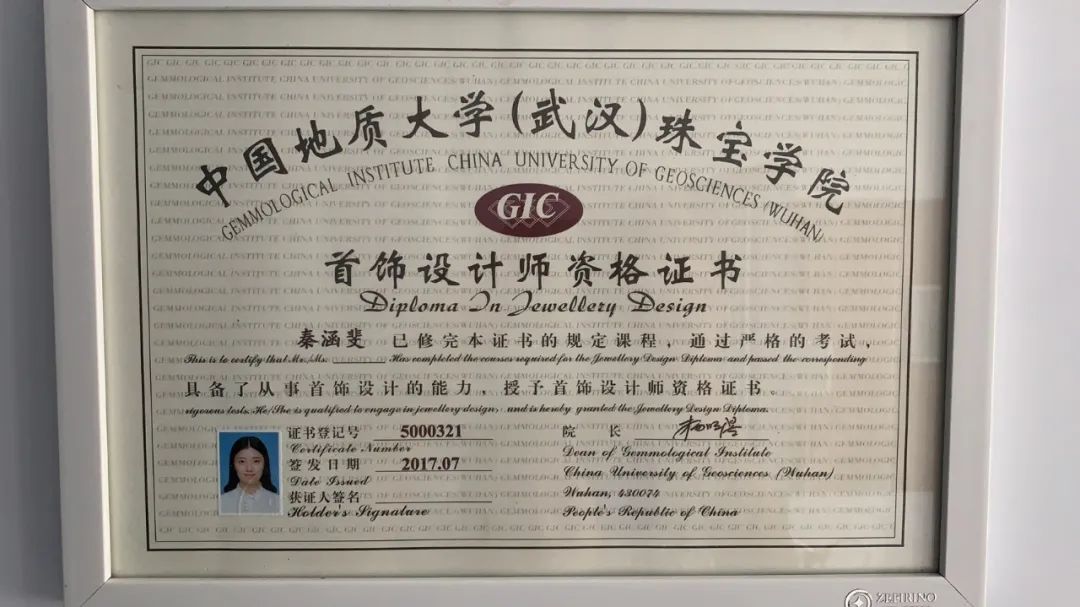 中国地质大学(武汉)珠宝学院
GEMMOLOGICAL INSTITUTE CHINA UNIVERSITY OF GEOSCIENCES (WUHAN)
GIC
首饰设计师资格证书
Diploma In Jewellery Design
秦涵斐 已修完本证书的规定课程，通过严格的考试，
This is to certify that Mr./Ms. Has completed the courses required for the Jewellery Design Diploma and passed the corresponding
具备了从事首饰设计的能力，授予首饰设计师资格证书。
rigorous tests. He/She is qualified to engage in jewellery design, and is hereby granted the Jewellery Design Diploma.
证书登记号 5000321
Certificate Number
签发日期 2017.07
Date Issued
获证人签名
Holder's Signature
院 长
Dean of Gemmological Institute
China University of Geosciences (Wuhan)
Wuhan, 430074
People's Republic of China
ZEFIRINO